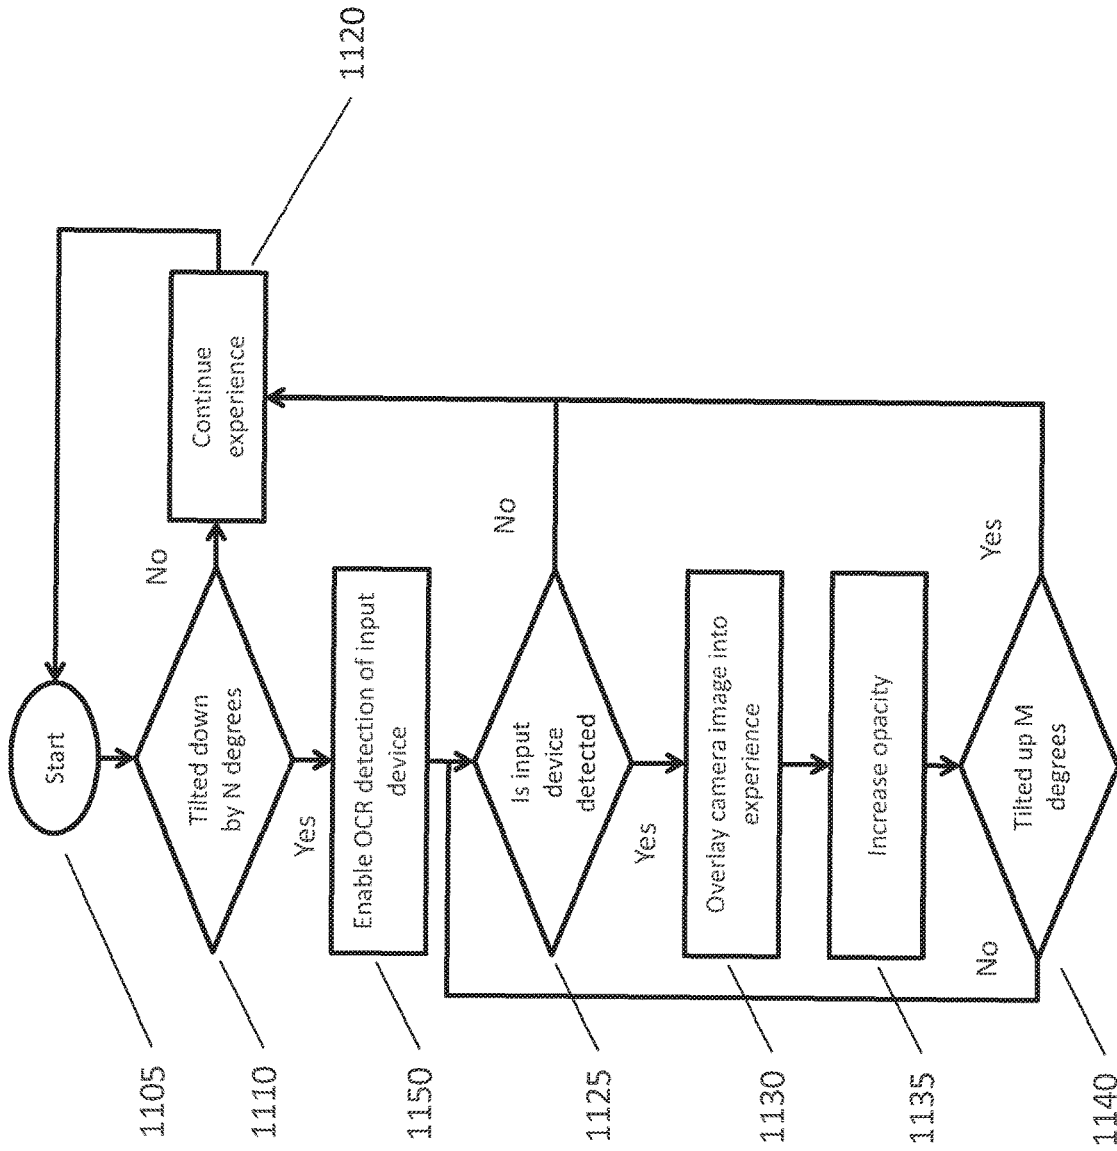 Start
1105
Tilted down
by N degrees
1110
No
Continue
experience
1120
Yes
Enable OCR detection of input
device
1150
Is input
device
detected
1125
No
Yes
Overlay camera image into
experience
1130
Increase opacity
1135
Tilted up M
degrees
1140
No
Yes